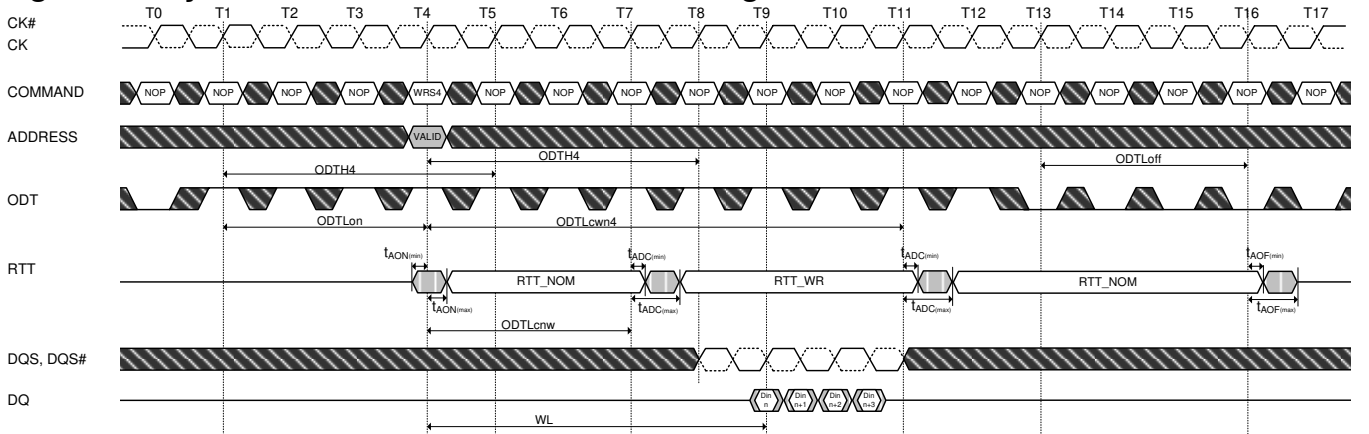 T0 T1 T2 T3 T4 T5 T6 T7 T8 T9 T10 T11 T12 T13 T14 T15 T16 T17
CK#
CK
COMMAND NOP NOP NOP NOP WRS4 NOP NOP NOP NOP NOP NOP NOP NOP NOP NOP NOP NOP NOP
ADDRESS VALID
ODTH4 ODTLoff
ODTH4
ODT
ODTLon ODTLcwn4
tAON(min) tADC(min) tADC(min) tAOF(min)
RTT RTT_NOM RTT_WR RTT_NOM
tAON(max) tADC(max) tADC(max) tAOF(max)
ODTLcnw
DQS, DQS#
DQ Din n Din n+1 Din n+2 Din n+3
WL